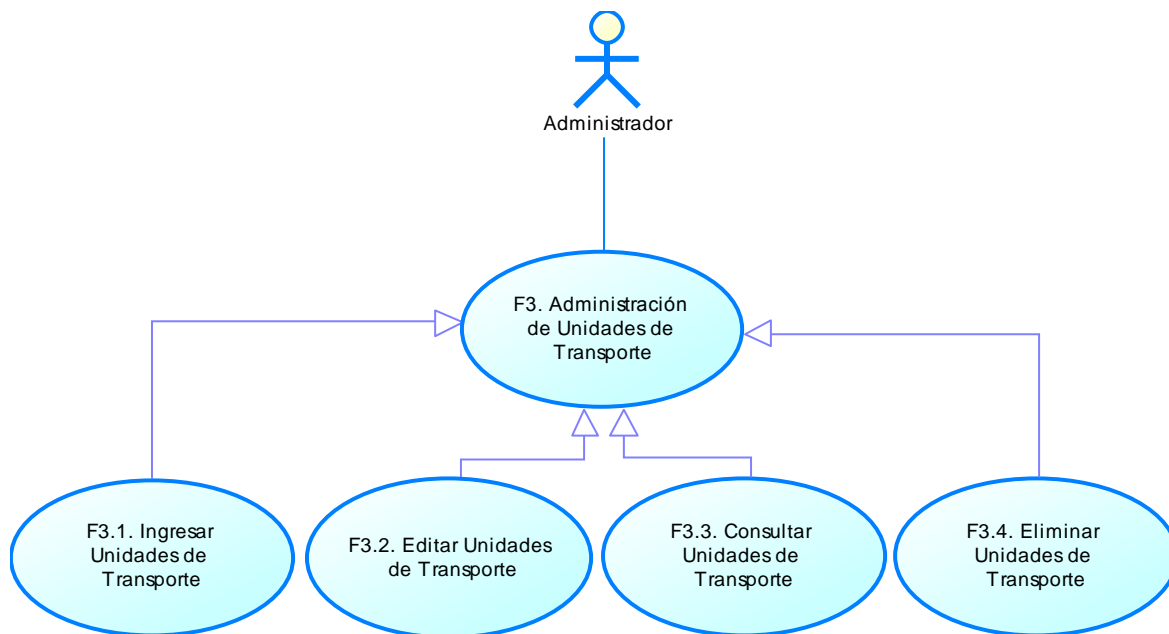 Administrador
F3. Administración
de Unidades de
Transporte
F3.1. Ingresar
Unidades de
Transporte
F3.2. Editar Unidades
de Transporte
F3.3. Consultar
Unidades de
Transporte
F3.4. Eliminar
Unidades de
Transporte